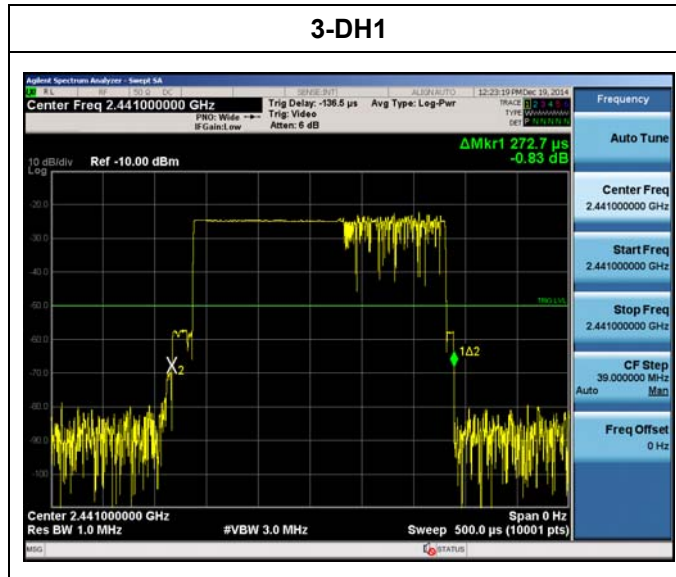 3-DH1
Agilent Spectrum Analyzer - Swept SA
RL RF 50 Ω DC SENSE:INT ALIGN AUTO 12:23:19 PM Dec 19, 2014
Center Freq 2.441000000 GHz Trig Delay: -136.5 µs Avg Type: Log-Pwr TRACE 1 2 3 4 5 6 Frequency
PNO: Wide Trig: Video TYPE
IFGain:Low Atten: 6 dB DET P N N N N N
Auto Tune
ΔMkr1 272.7 µs
10 dB/div Ref -10.00 dBm -0.83 dB
Log
Center Freq
2.441000000 GHz
-20.0
-30.0
Start Freq
2.441000000 GHz
-40.0
-50.0 TRIG LVL
Stop Freq
2.441000000 GHz
-60.0
1Δ2
2
-70.0
CF Step
39.000000 MHz
Auto Man
-80.0
-90.0
Freq Offset
0 Hz
-100
Center 2.441000000 GHz Span 0 Hz
Res BW 1.0 MHz #VBW 3.0 MHz Sweep 500.0 µs (10001 pts)
MSG STATUS